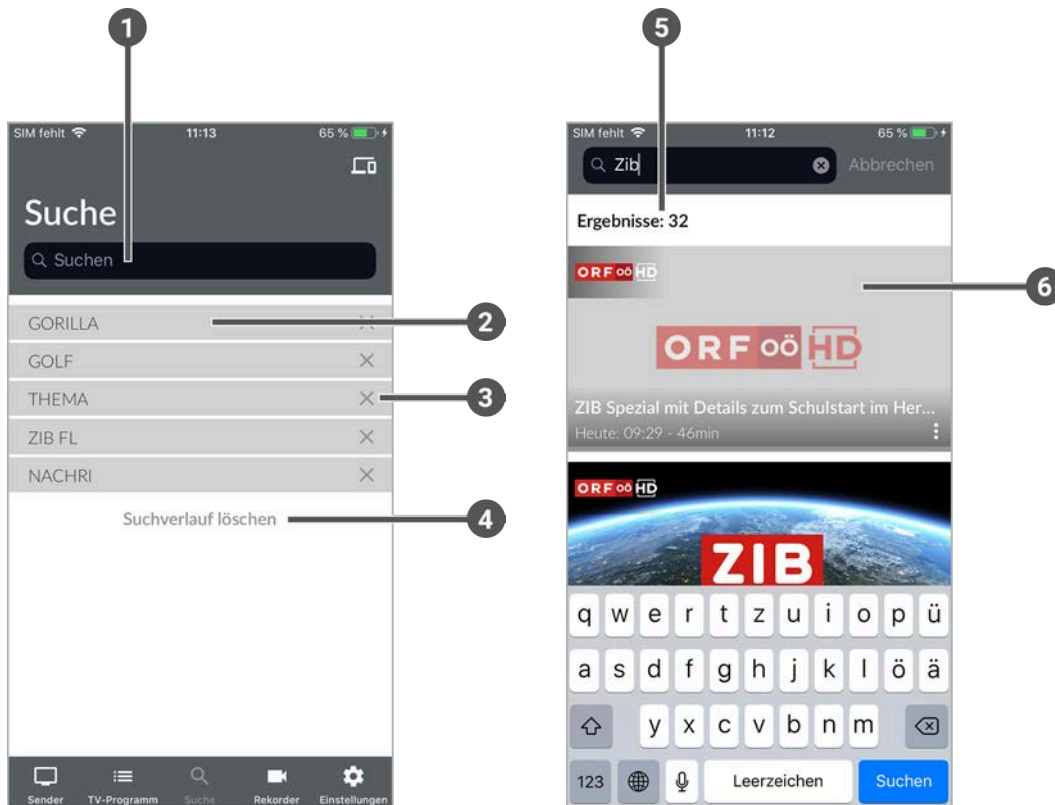 1
SIM fehlt 11:13 65 %
Suche
Suchen
GORILLA
2
GOLF
THEMA
3
ZIB FL
NACHRI
Suchverlauf löschen
4
Sender TV-Programm Suche Rekorder Einstellungen
5
SIM fehlt 11:12 65 %
Zib Abbrechen
Ergebnisse: 32
ORF oö HD
6
ORF oö HD
ZIB Spezial mit Details zum Schulstart im Her...
Heute: 09:29 - 46min
ORF oö HD
ZIB
q w e r t z u i o p ü
a s d f g h j k l ö ä
y x c v b n m
123 Leerzeichen Suchen